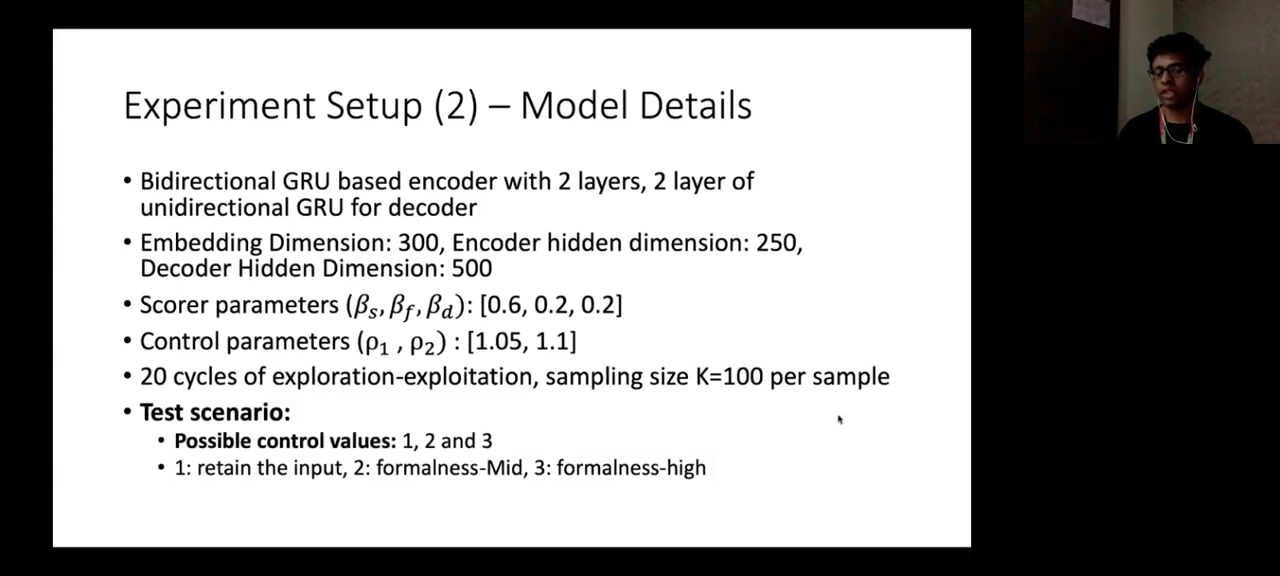 Experiment Setup (2) – Model Details
• Bidirectional GRU based encoder with 2 layers, 2 layer of
unidirectional GRU for decoder
• Embedding Dimension: 300, Encoder hidden dimension: 250,
Decoder Hidden Dimension: 500
• Scorer parameters (βs, βf, βd): [0.6, 0.2, 0.2]
• Control parameters (ρ1 , ρ2) : [1.05, 1.1]
• 20 cycles of exploration-exploitation, sampling size K=100 per sample
• Test scenario:
• Possible control values: 1, 2 and 3
• 1: retain the input, 2: formalness-Mid, 3: formalness-high